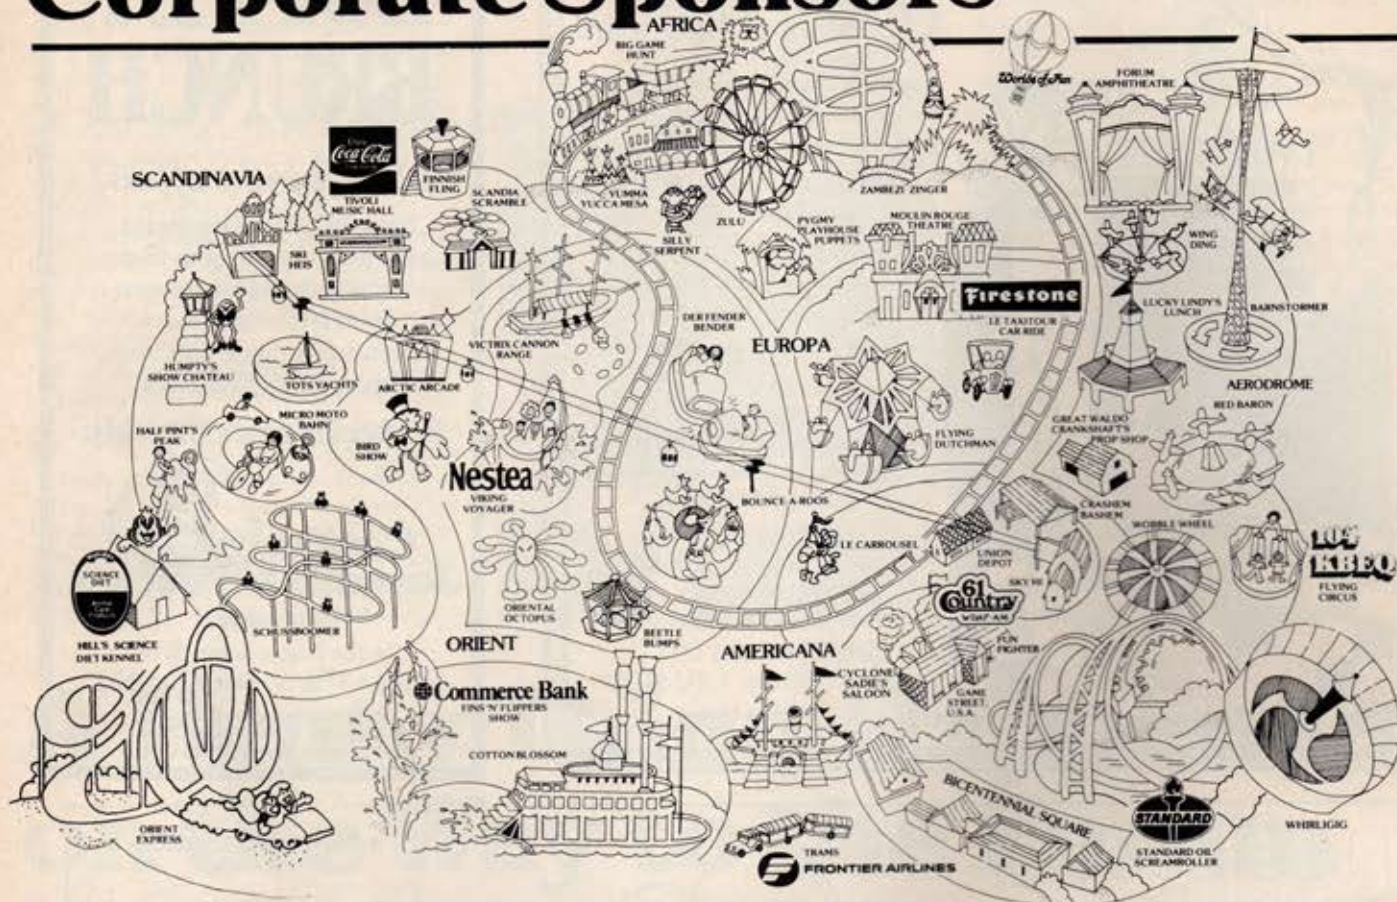 Corporate Sponsors
AFRICA
BIG GAME
HUNT
Worlds of Fun
FORUM
AMPHITHEATRE
SCANDINAVIA
Enjoy
Coca-Cola
TIVOLI
MUSIC HALL
FINNISH
FLING
SCANDIA
SCRAMBLE
YUMMA
YUCCA MESA
SILLY
SERPENT
ZULU
ZAMBEZI ZINGER
PYGMY
PLAYHOUSE
PUPPETS
MOULIN ROUGE
THEATRE
WING
DING
SKI
HEIS
Firestone
LE TAXITOUR
CAR RIDE
LUCKY LINDY'S
LUNCH
BARNSTORMER
DER FENDER
BENDER
EUROPA
VICTRIX CANNON
RANGE
HUMPTY'S
SHOW CHATEAU
TOTS YACHTS
ARCTIC ARCADE
AERODROME
RED BARON
MICRO MOTO
BAHN
HALF PINT'S
PEAK
BIRD
SHOW
FLYING
DUTCHMAN
GREAT WALDO
CRANKSHAFT'S
PROP SHOP
Nestea
VIKING
VOYAGER
BOUNCE-A-ROOS
CRASHEM
BASHEM
WOBBLE WHEEL
LE CARROUSEL
UNION
DEPOT
SKY HI
104
KBEQ
FLYING
CIRCUS
SCIENCE
DIET
HILL'S SCIENCE
DIET KENNEL
SCHUSSBOOMER
ORIENTAL
OCTOPUS
BEETLE
BUMPS
61
Country
WDAF-AM
FUN
FIGHTER
ORIENT
AMERICANA
CYCLONE
SADIE'S
SALOON
GAME
STREET,
U.S.A.
Commerce Bank
FINS 'N' FLIPPERS
SHOW
COTTON BLOSSOM
BICENTENNIAL SQUARE
STANDARD
STANDARD OIL
SCREAMROLLER
WHIRLIGIG
ORIENT
EXPRESS
TRAMS
FRONTIER AIRLINES